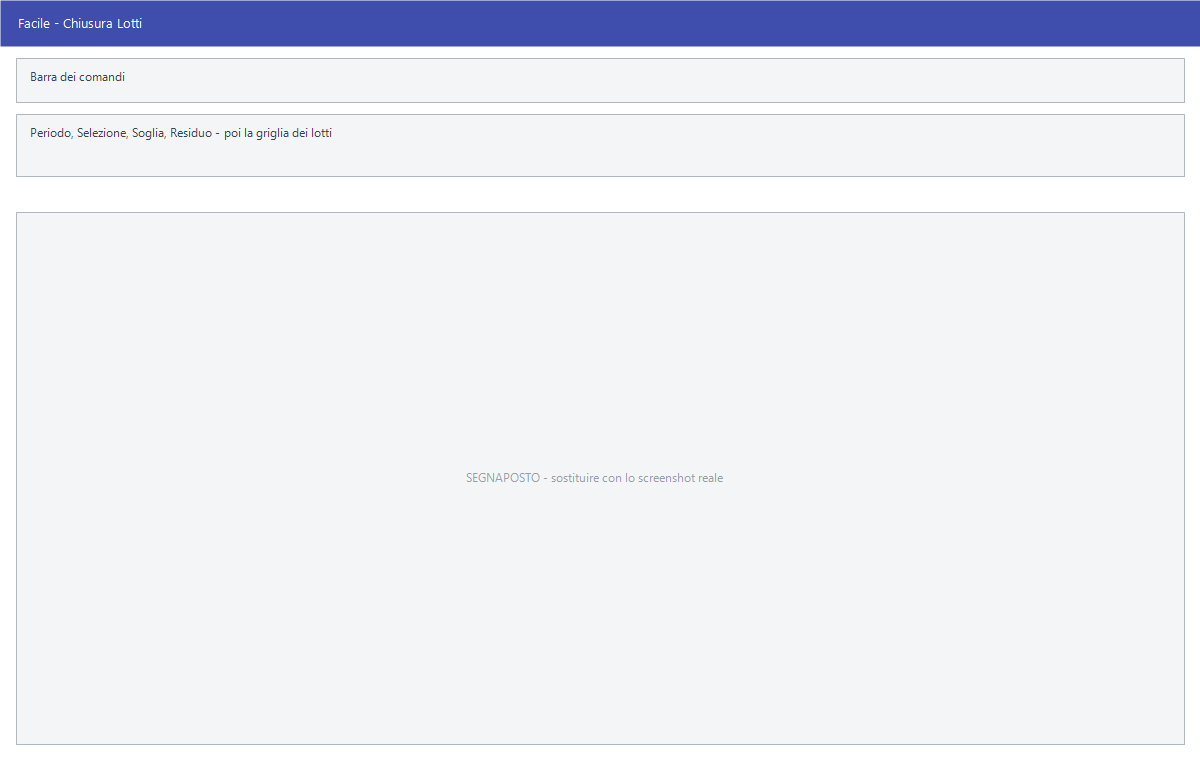 Facile - Chiusura Lotti
Barra dei comandi
Periodo, Selezione, Soglia, Residuo - poi la griglia dei lotti
SEGNAPOSTO - sostituire con lo screenshot reale